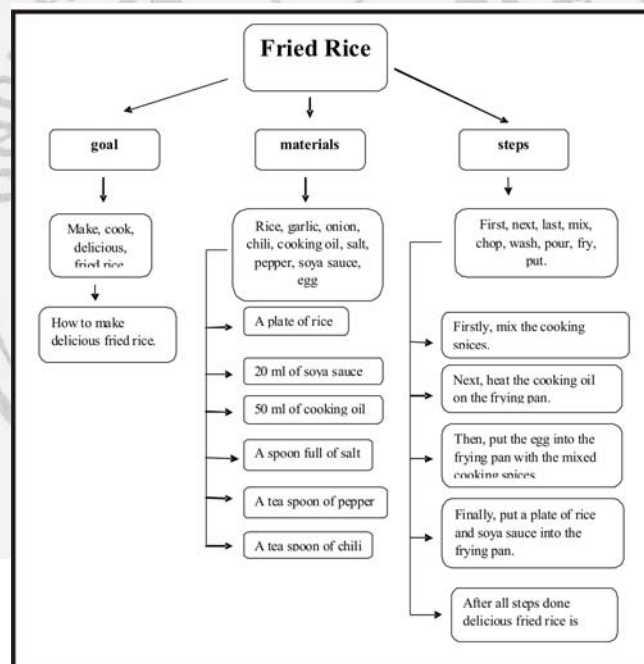 Fried Rice
goal
materials
steps
Make, cook,
delicious,
fried rice
How to make
delicious fried rice.
Rice, garlic, onion,
chili, cooking oil, salt,
pepper, soya sauce,
egg
A plate of rice
20 ml of soya sauce
50 ml of cooking oil
A spoon full of salt
A tea spoon of pepper
A tea spoon of chili
First, next, last, mix,
chop, wash, pour, fry,
put.
Firstly, mix the cooking
spices.
Next, heat the cooking oil
on the frying pan.
Then, put the egg into the
frying pan with the mixed
cooking spices
Finally, put a plate of rice
and soya sauce into the
frying pan.
After all steps done
delicious fried rice is